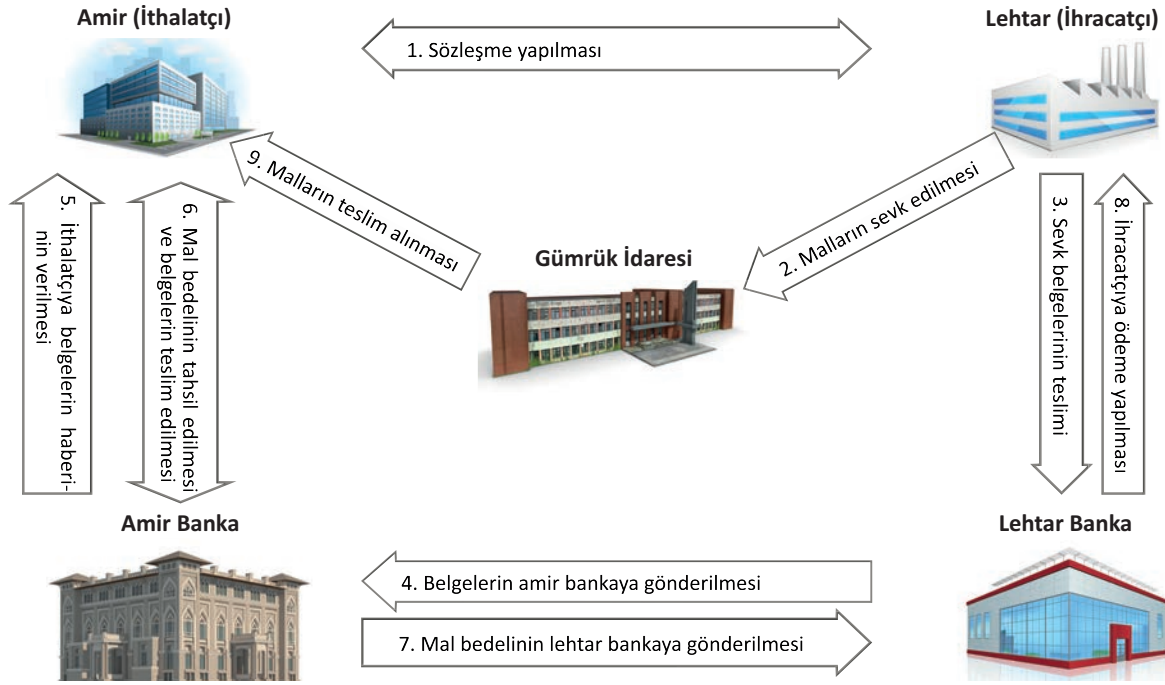 Amir (İthalatçı)
Lehtar (İhracatçı)
1. Sözleşme yapılması
9. Malların teslim alınması
2. Malların sevk edilmesi
Gümrük İdaresi
5. İthalatçıya belgelerin haberi-
nin verilmesi
6. Mal bedelinin tahsil edilmesi
ve belgelerin teslim edilmesi
3. Sevk belgelerinin teslimi
8. İhracatçıya ödeme yapılması
Amir Banka
Lehtar Banka
4. Belgelerin amir bankaya gönderilmesi
7. Mal bedelinin lehtar bankaya gönderilmesi